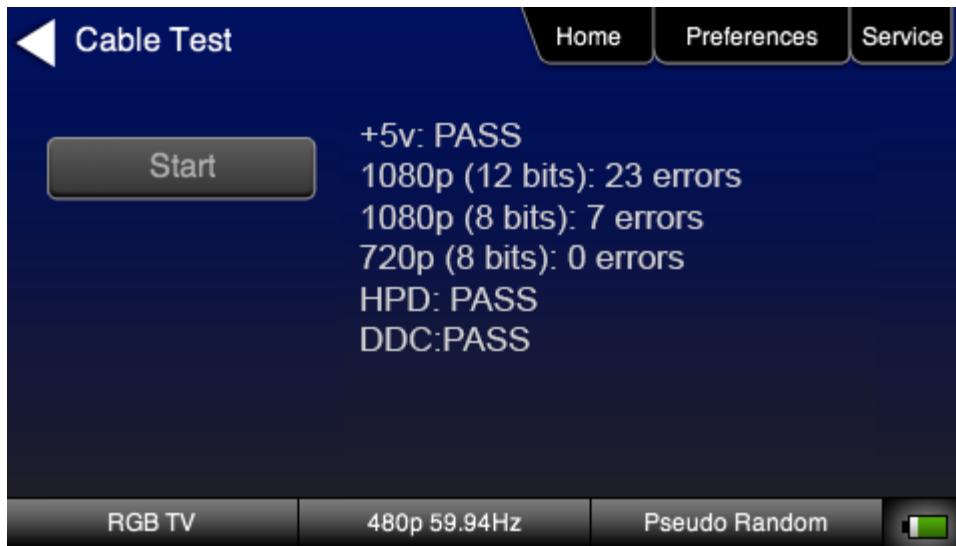 Cable Test
Home
Preferences
Service
Start
+5v: PASS
1080p (12 bits): 23 errors
1080p (8 bits): 7 errors
720p (8 bits): 0 errors
HPD: PASS
DDC:PASS
RGB TV
480p 59.94Hz
Pseudo Random